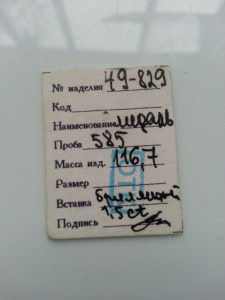 № изделия 49-829
Код
Наименование медаль
Проба 585
Масса изд. 116,7
Размер
Вставка бриллианты
1.5 ct
Подпись